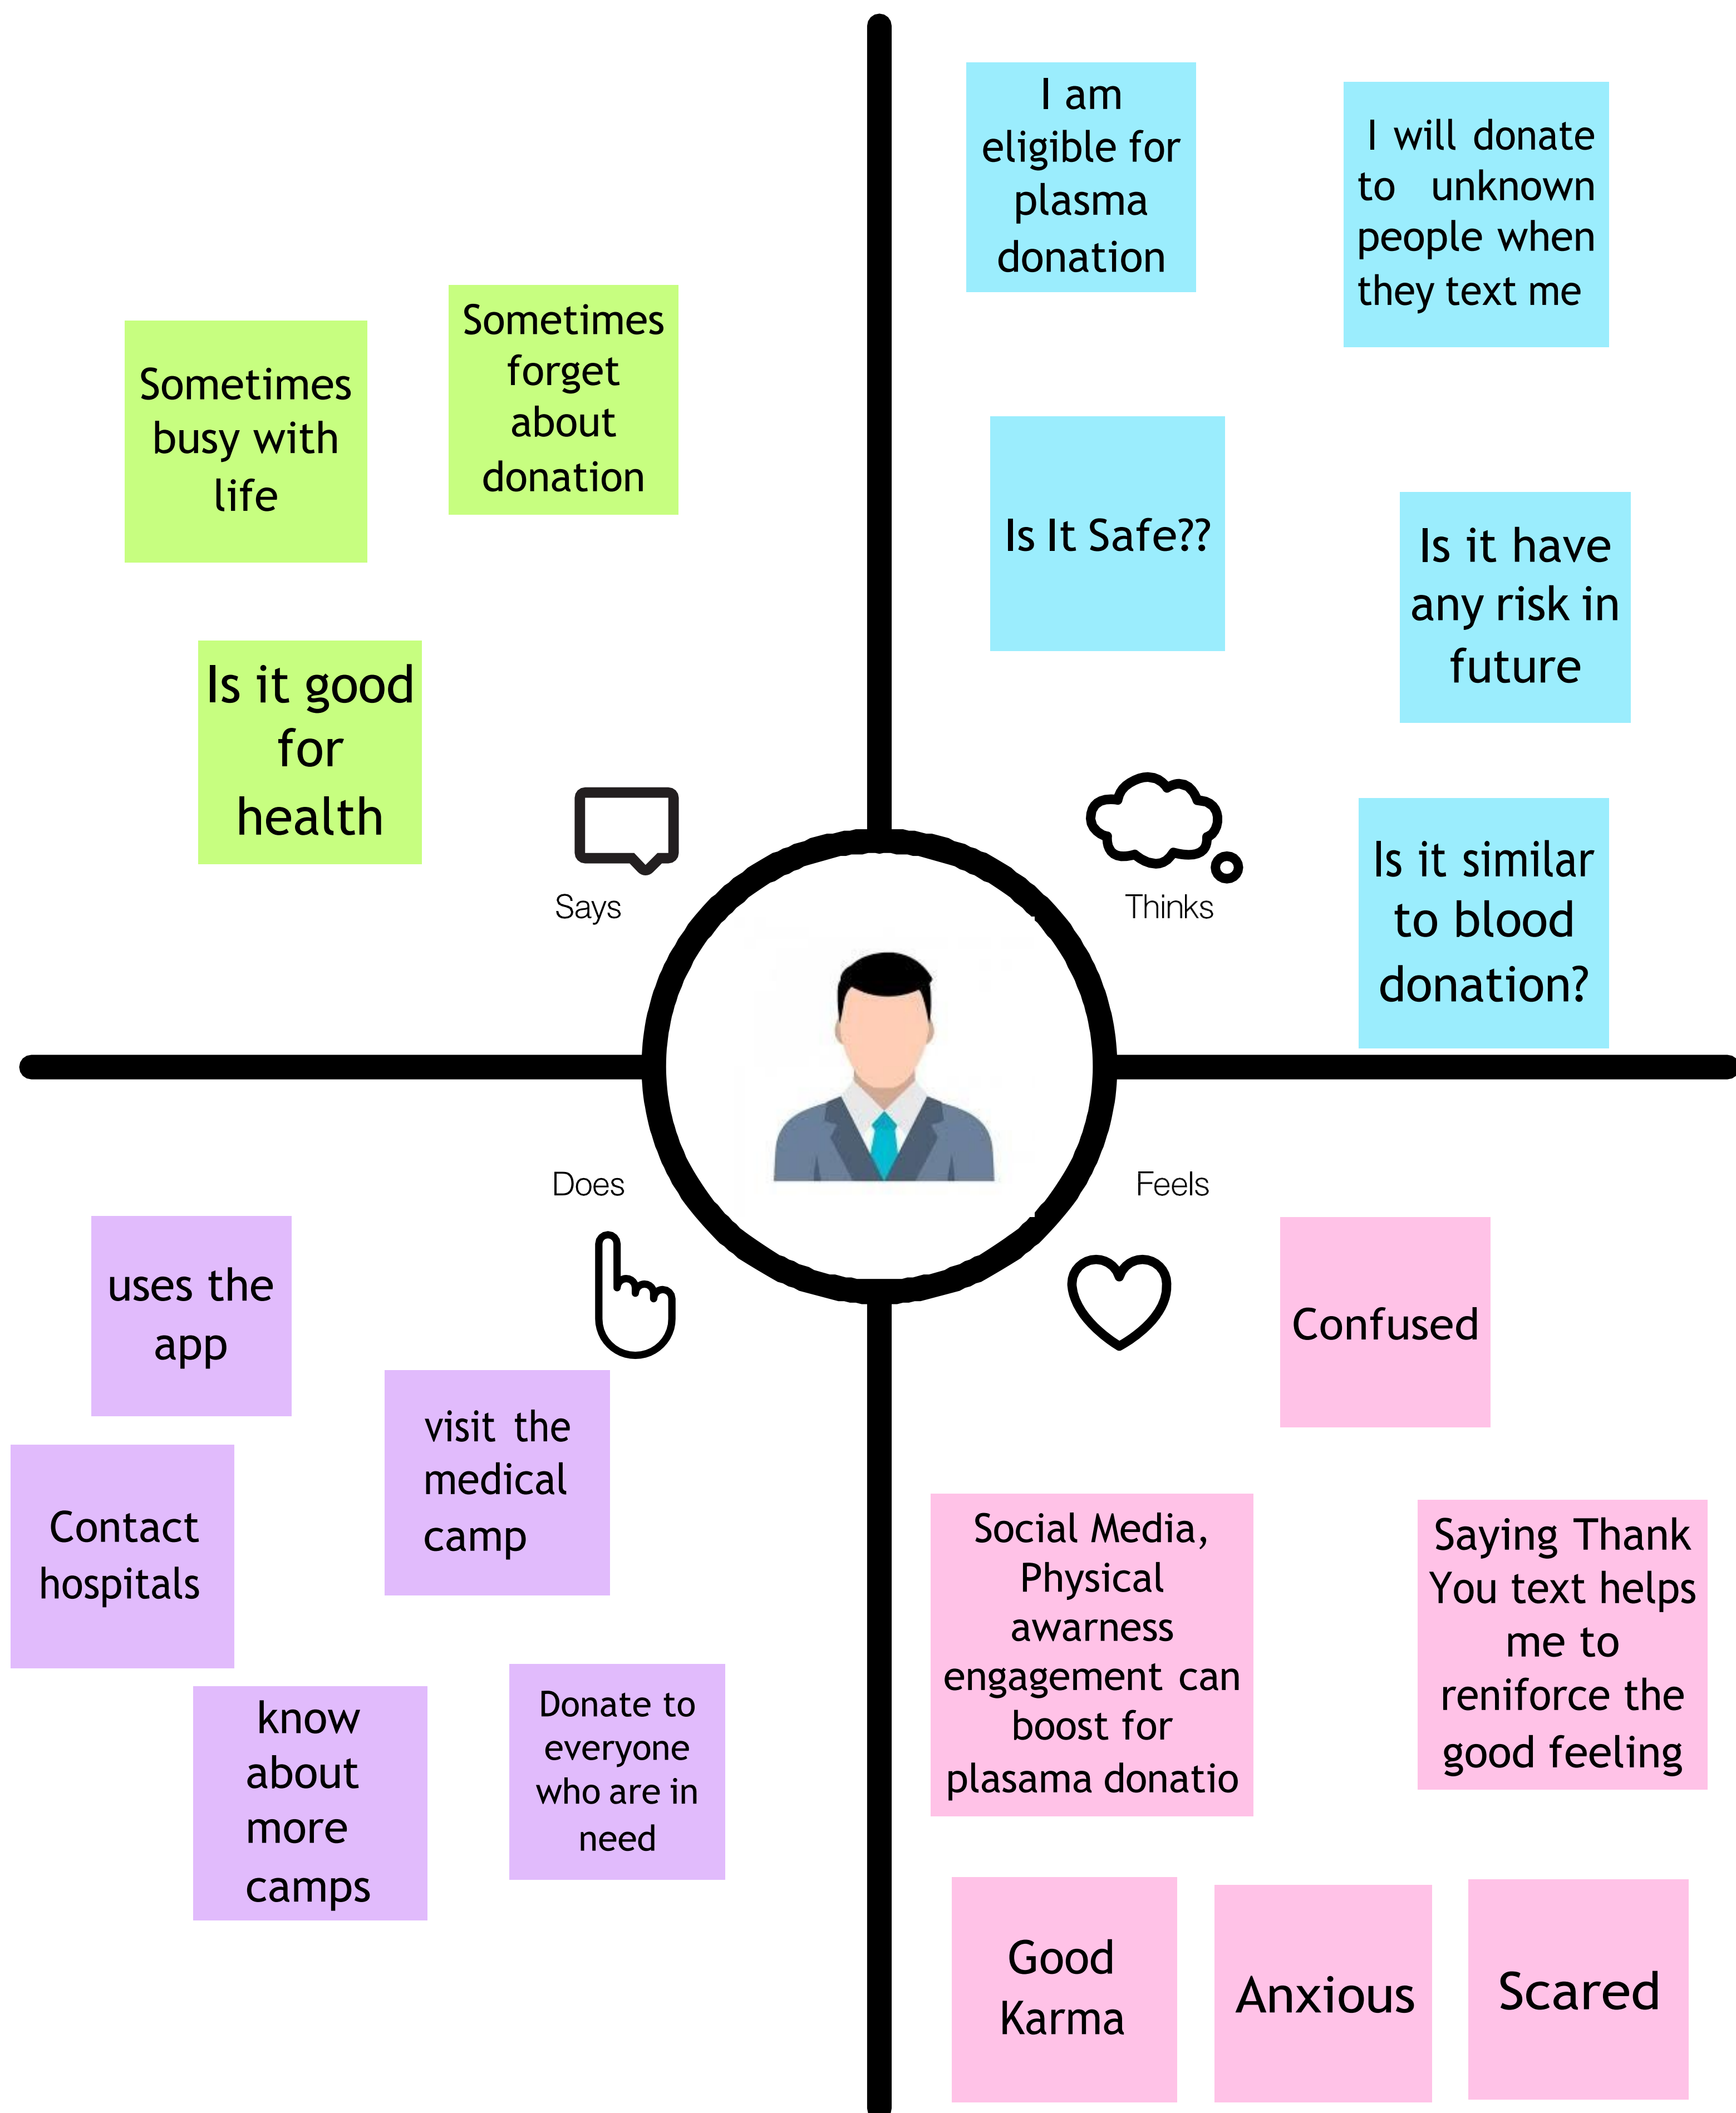 Sometimes
busy with
life
Sometimes
forget
about
donation
Is it good
for
health
Says
I am
eligible for
plasma
donation
I will donate
to unknown
people when
they text me
Is It Safe??
Is it have
any risk in
future
Is it similar
to blood
donation?
Thinks
Does
uses the
app
visit the
medical
camp
Contact
hospitals
know
about
more
camps
Donate to
everyone
who are in
need
Feels
Confused
Social Media,
Physical
awarness
engagement can
boost for
plasama donatio
Saying Thank
You text helps
me to
reniforce the
good feeling
Good
Karma
Anxious
Scared